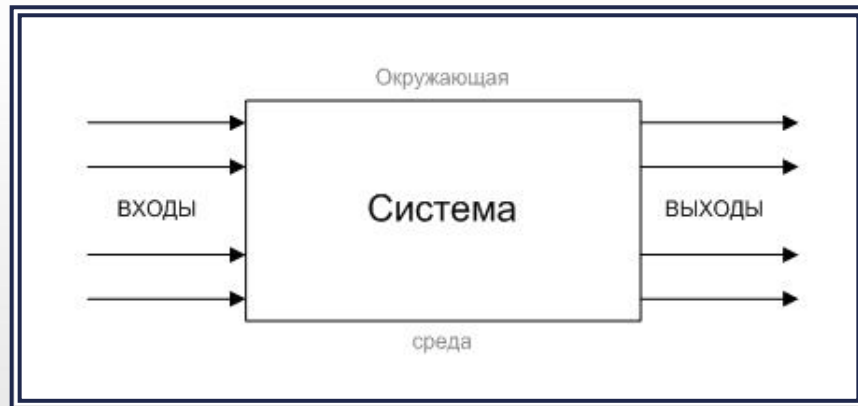 Окружающая
ВХОДЫ
Система
ВЫХОДЫ
среда